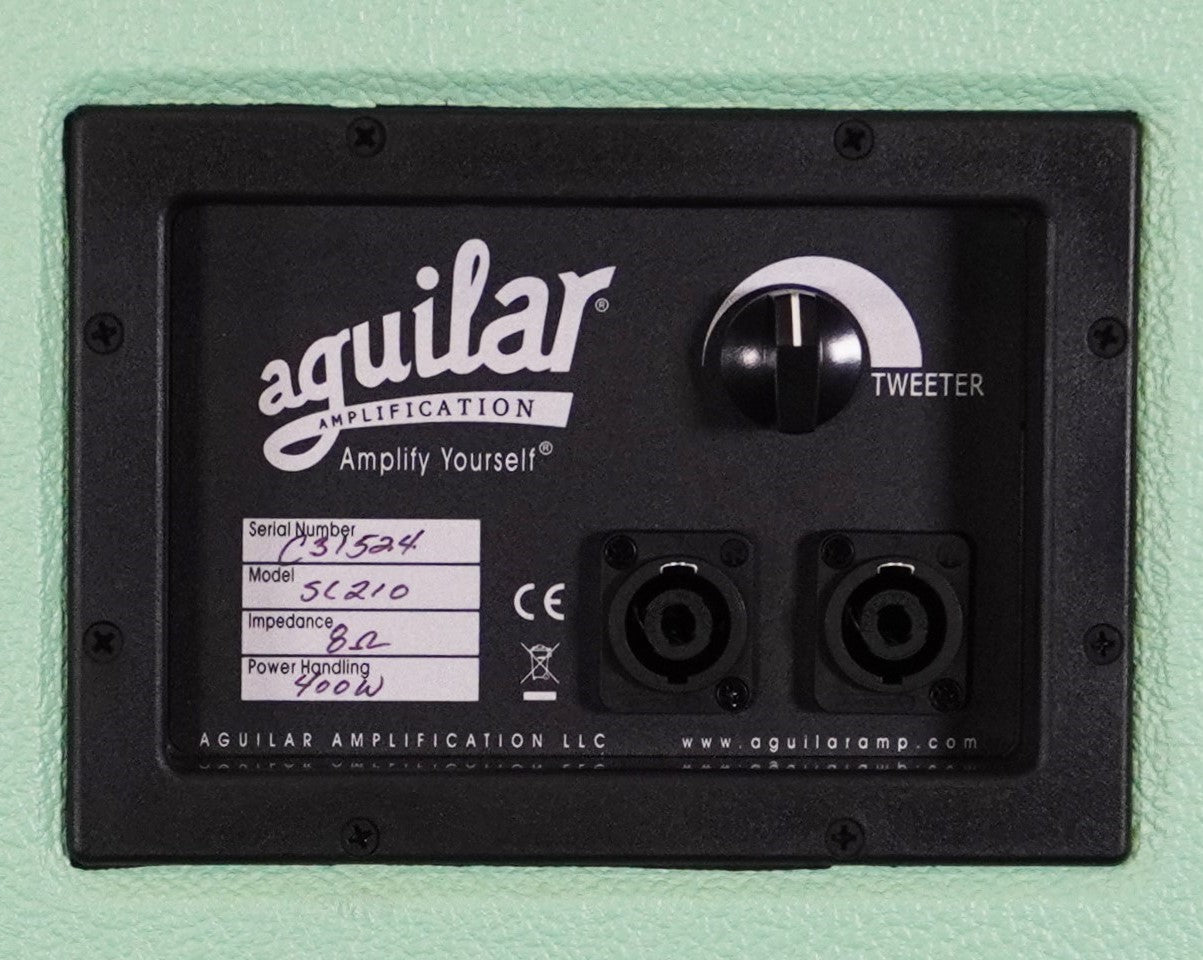 aguilar®
AMPLIFICATION
Amplify Yourself®
TWEETER
Serial Number
C31524
Model
SL210
Impedance
8Ω
Power Handling
400W
CE
AGUILAR AMPLIFICATION LLC
www.aguilaramp.com